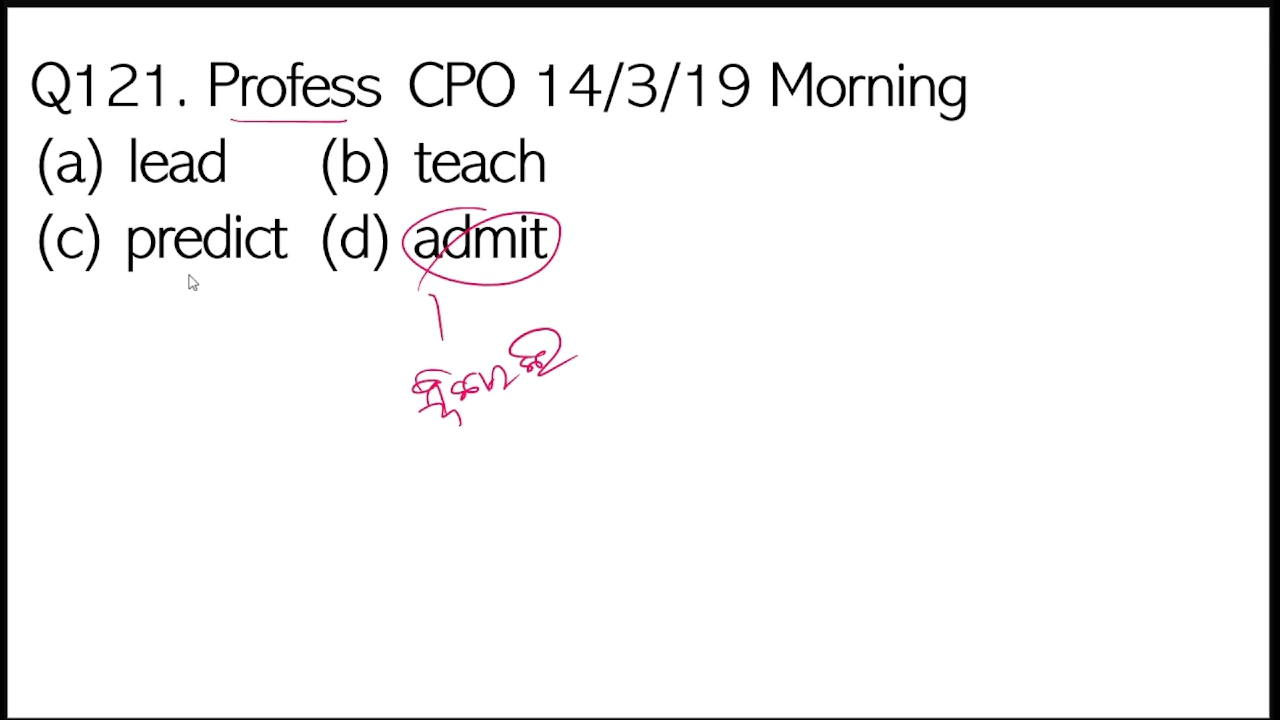 Q121. Profess CPO 14/3/19 Morning
(a) lead (b) teach
(c) predict (d) admit